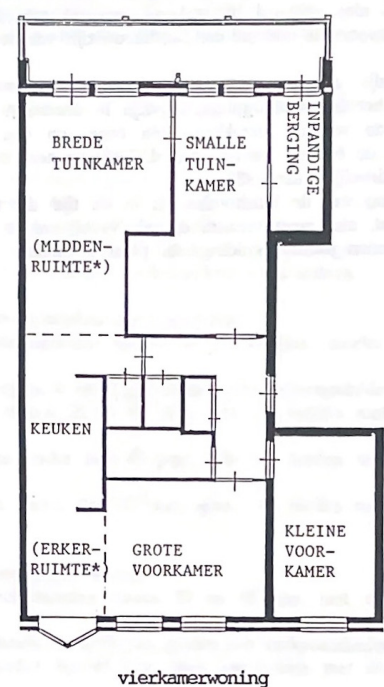 BREDE
TUINKAMER
SMALLE
TUIN-
KAMER
INPANDIGE
BERGING
(MIDDEN-
RUIMTE*)
KEUKEN
(ERKER-
RUIMTE*)
GROTE
VOORKAMER
KLEINE
VOOR-
KAMER
vierkamerwoning